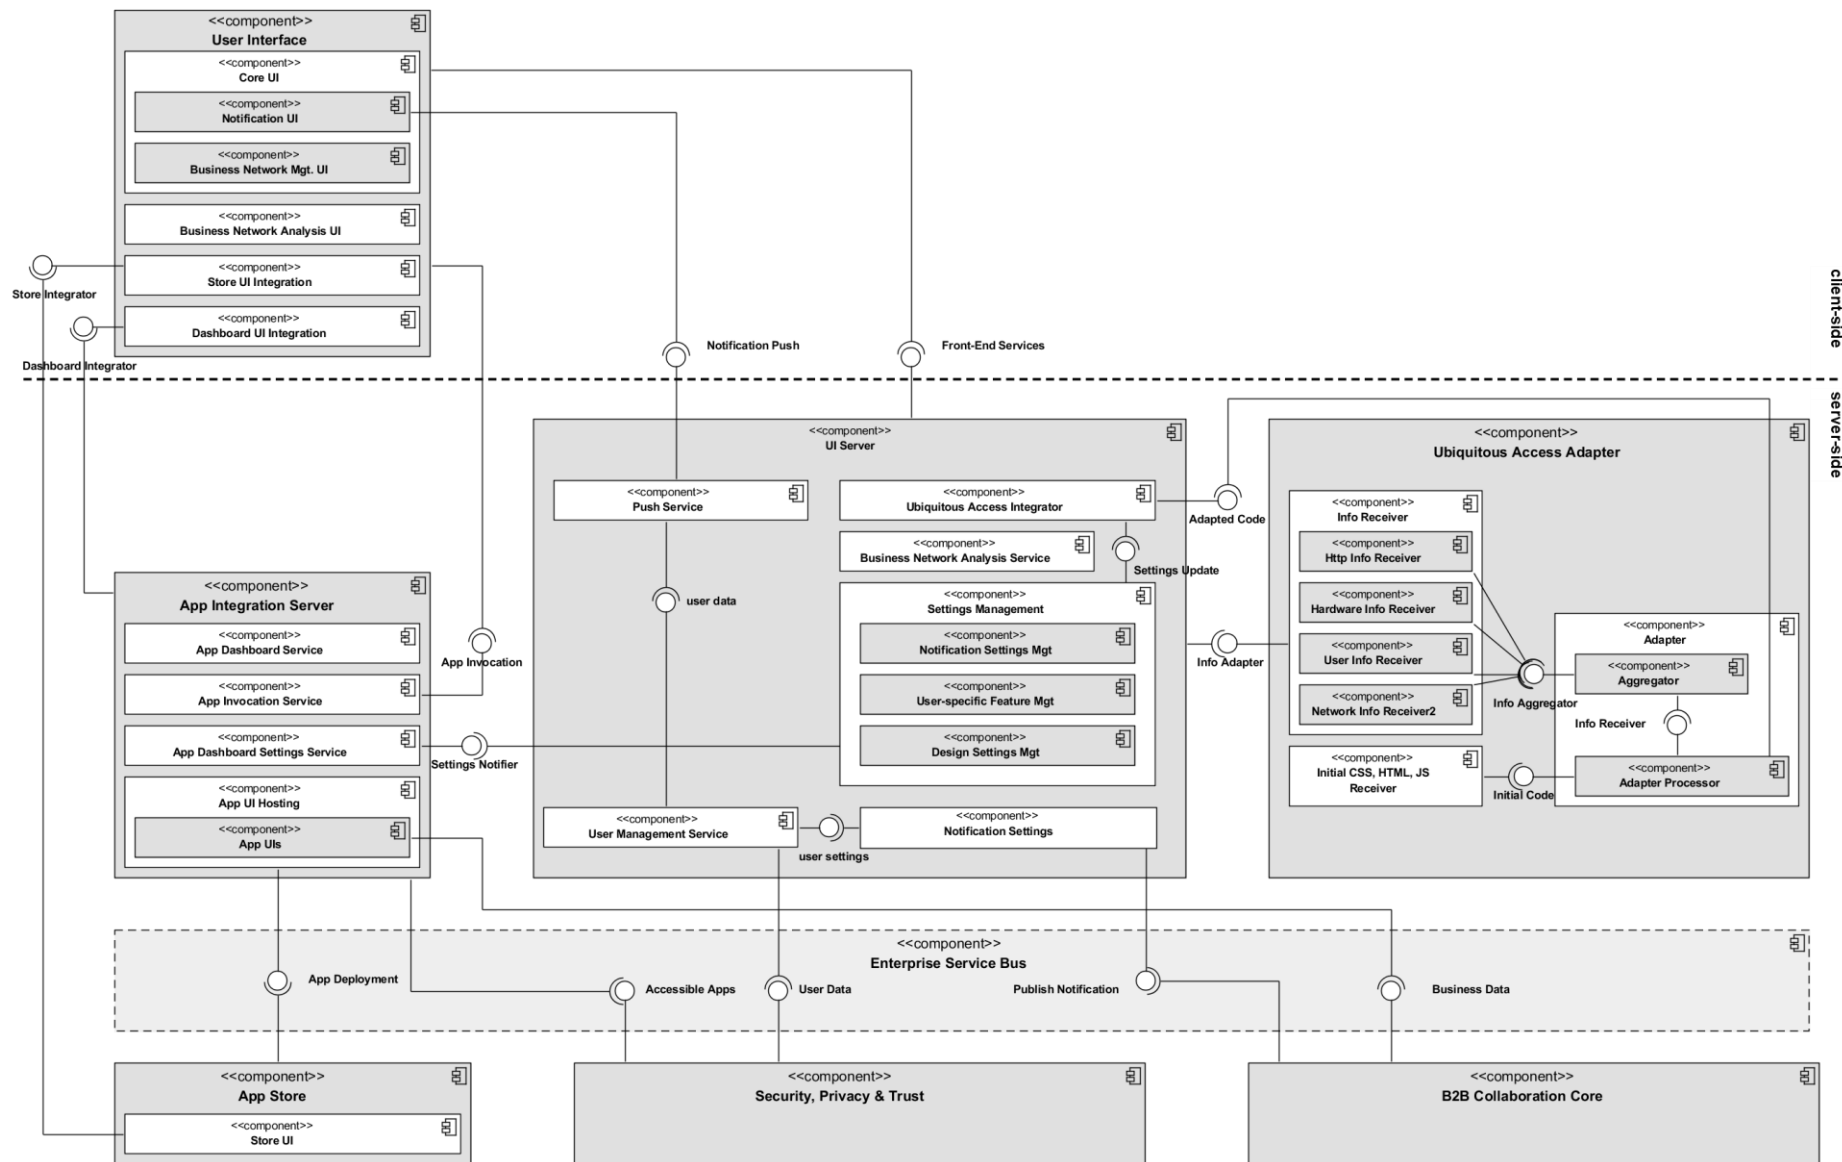 <<component>>
User Interface
<<component>>
Core UI
<<component>>
Notification UI
<<component>>
Business Network Mgt. UI
<<component>>
Business Network Analysis UI
<<component>>
Store UI Integration
<<component>>
Dashboard UI Integration
Store Integrator
Dashboard Integrator
Notification Push
Front-End Services
client-side
server-side
<<component>>
UI Server
<<component>>
Push Service
<<component>>
Ubiquitous Access Integrator
Adapted Code
<<component>>
Business Network Analysis Service
Settings Update
<<component>>
Settings Management
<<component>>
Notification Settings Mgt
<<component>>
User-specific Feature Mgt
<<component>>
Design Settings Mgt
user data
<<component>>
User Management Service
user settings
<<component>>
Notification Settings
Info Adapter
<<component>>
Ubiquitous Access Adapter
<<component>>
Info Receiver
<<component>>
Http Info Receiver
<<component>>
Hardware Info Receiver
<<component>>
User Info Receiver
<<component>>
Network Info Receiver2
<<component>>
Initial CSS, HTML, JS
Receiver
Initial Code
Info Aggregator
<<component>>
Adapter
<<component>>
Aggregator
Info Receiver
<<component>>
Adapter Processor
<<component>>
App Integration Server
<<component>>
App Dashboard Service
<<component>>
App Invocation Service
<<component>>
App Dashboard Settings Service
<<component>>
App UI Hosting
<<component>>
App UIs
App Invocation
Settings Notifier
<<component>>
Enterprise Service Bus
App Deployment
Accessible Apps
User Data
Publish Notification
Business Data
<<component>>
App Store
<<component>>
Store UI
<<component>>
Security, Privacy & Trust
<<component>>
B2B Collaboration Core